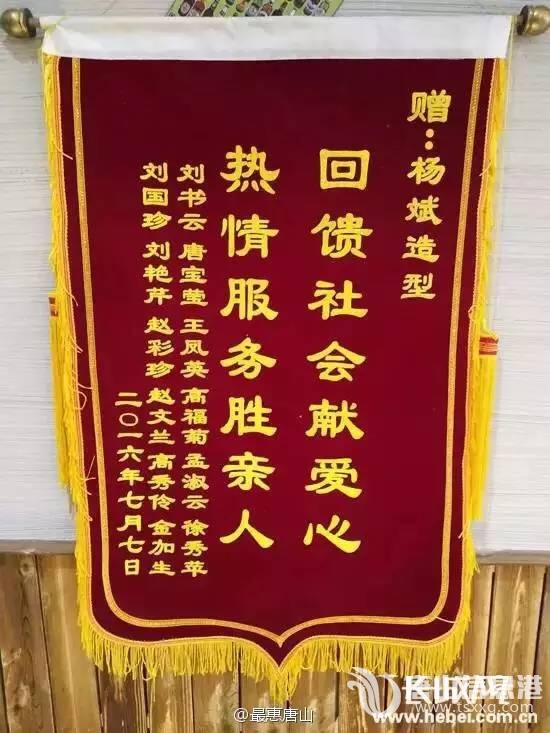 赠：杨斌造型
回馈社会献爱心
热情服务胜亲人
刘书云 唐宝莹 王凤英 高福菊 孟淑云 徐秀苹
刘国珍 刘艳芹 赵彩珍 赵文兰 高秀伶 金加生
二〇一六年七月七日
@最惠唐山
www.tsxxg.com
www.hebei.com.cn